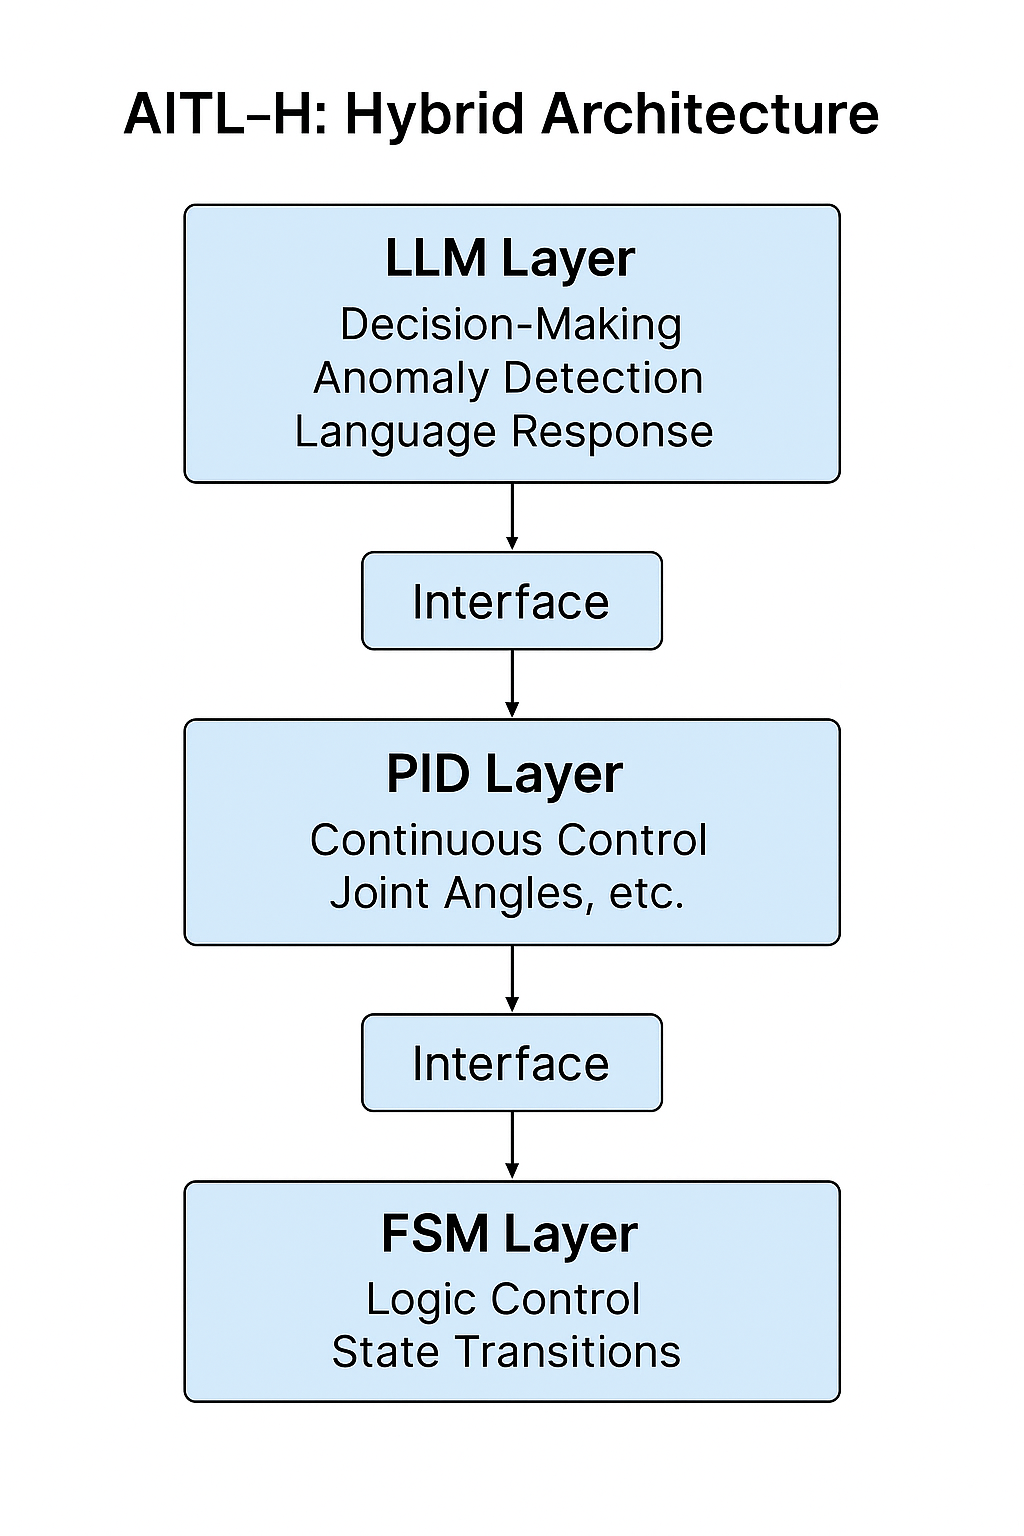 AITL–H: Hybrid Architecture
LLM Layer
Decision-Making
Anomaly Detection
Language Response
Interface
PID Layer
Continuous Control
Joint Angles, etc.
Interface
FSM Layer
Logic Control
State Transitions